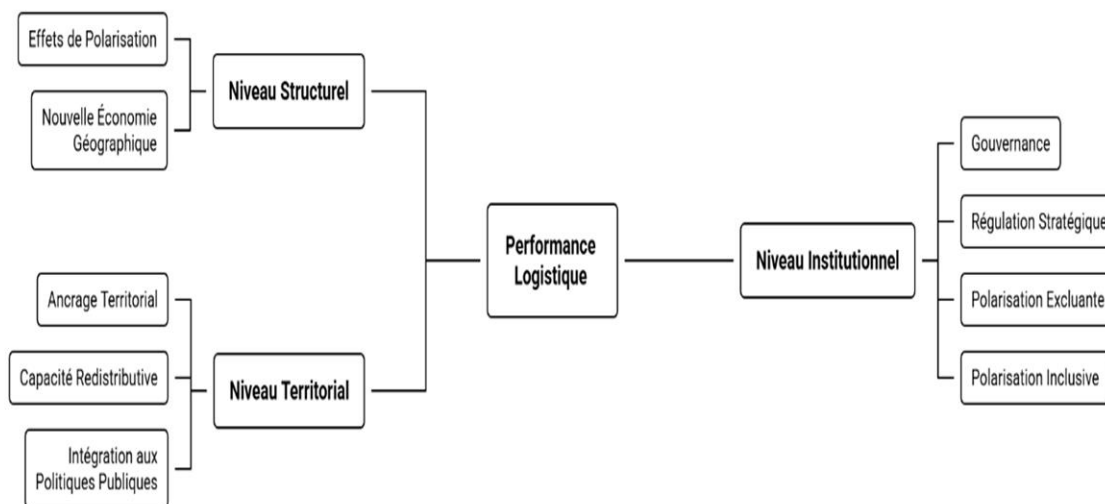 Effets de Polarisation
Nouvelle Économie
Géographique
Niveau Structurel
Ancrage Territorial
Capacité Redistributive
Intégration aux
Politiques Publiques
Niveau Territorial
Performance
Logistique
Niveau Institutionnel
Gouvernance
Régulation Stratégique
Polarisation Excluante
Polarisation Inclusive